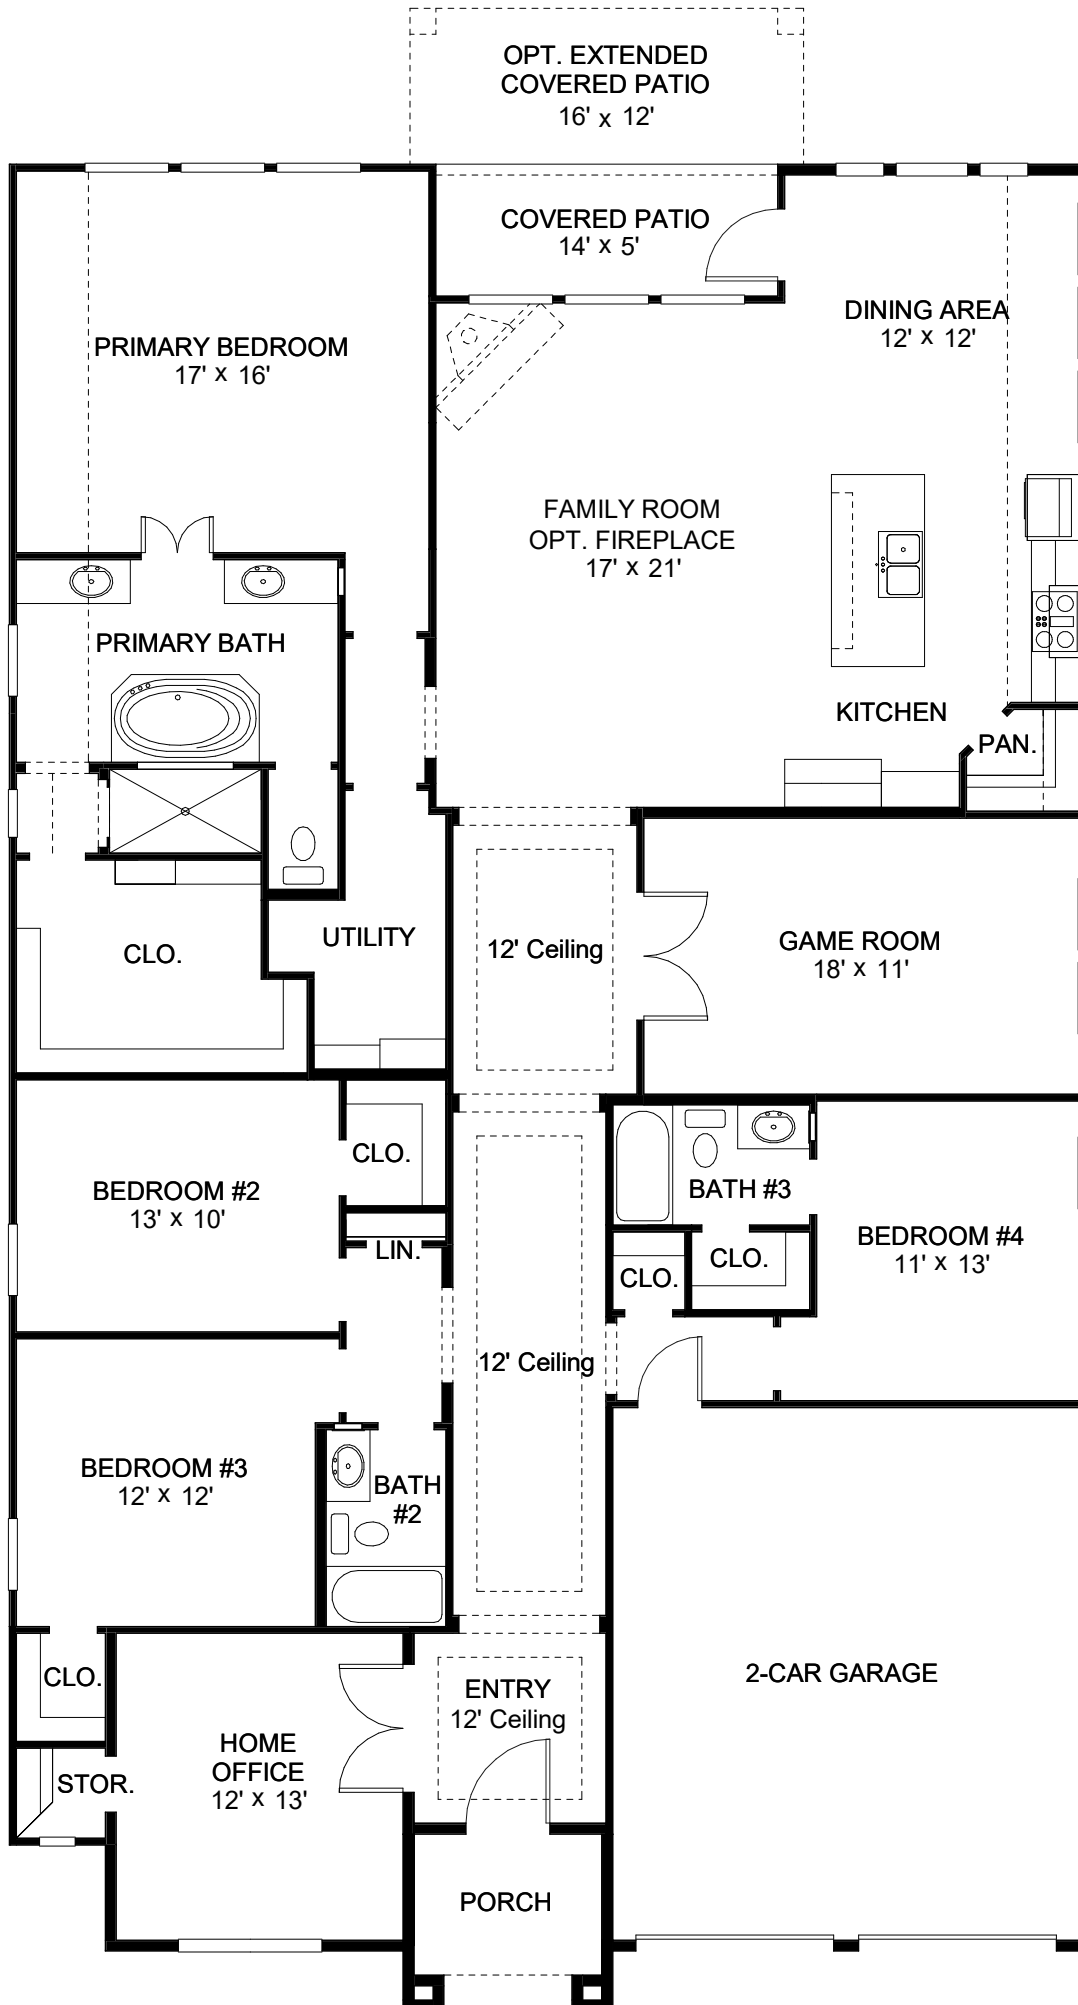 OPT. EXTENDED
COVERED PATIO
16' x 12'
COVERED PATIO
14' x 5'
DINING AREA
12' x 12'
PRIMARY BEDROOM
17' x 16'
FAMILY ROOM
OPT. FIREPLACE
17' x 21'
PRIMARY BATH
KITCHEN
PAN.
CLO.
UTILITY
12' Ceiling
GAME ROOM
18' x 11'
CLO.
BEDROOM #2
13' x 10'
LIN.
BATH #3
BEDROOM #4
11' x 13'
CLO.
CLO.
12' Ceiling
BEDROOM #3
12' x 12'
BATH
#2
CLO.
ENTRY
12' Ceiling
2-CAR GARAGE
HOME
OFFICE
12' x 13'
STOR.
PORCH